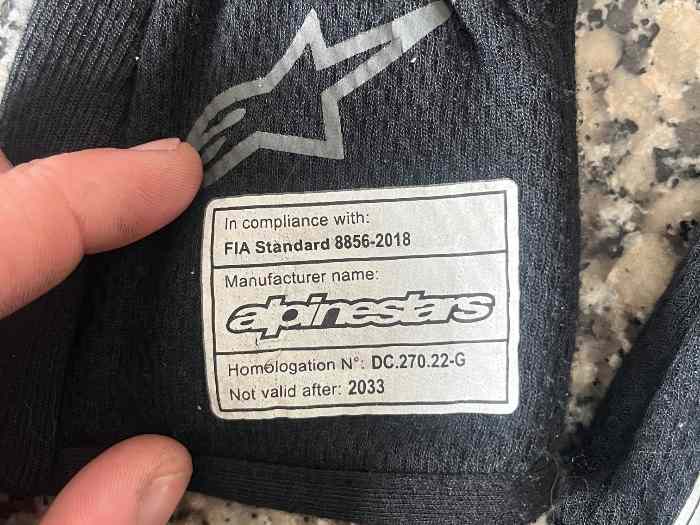 In compliance with:
FIA Standard 8856-2018
Manufacturer name:
alpinestars
Homologation N°: DC.270.22-G
Not valid after: 2033